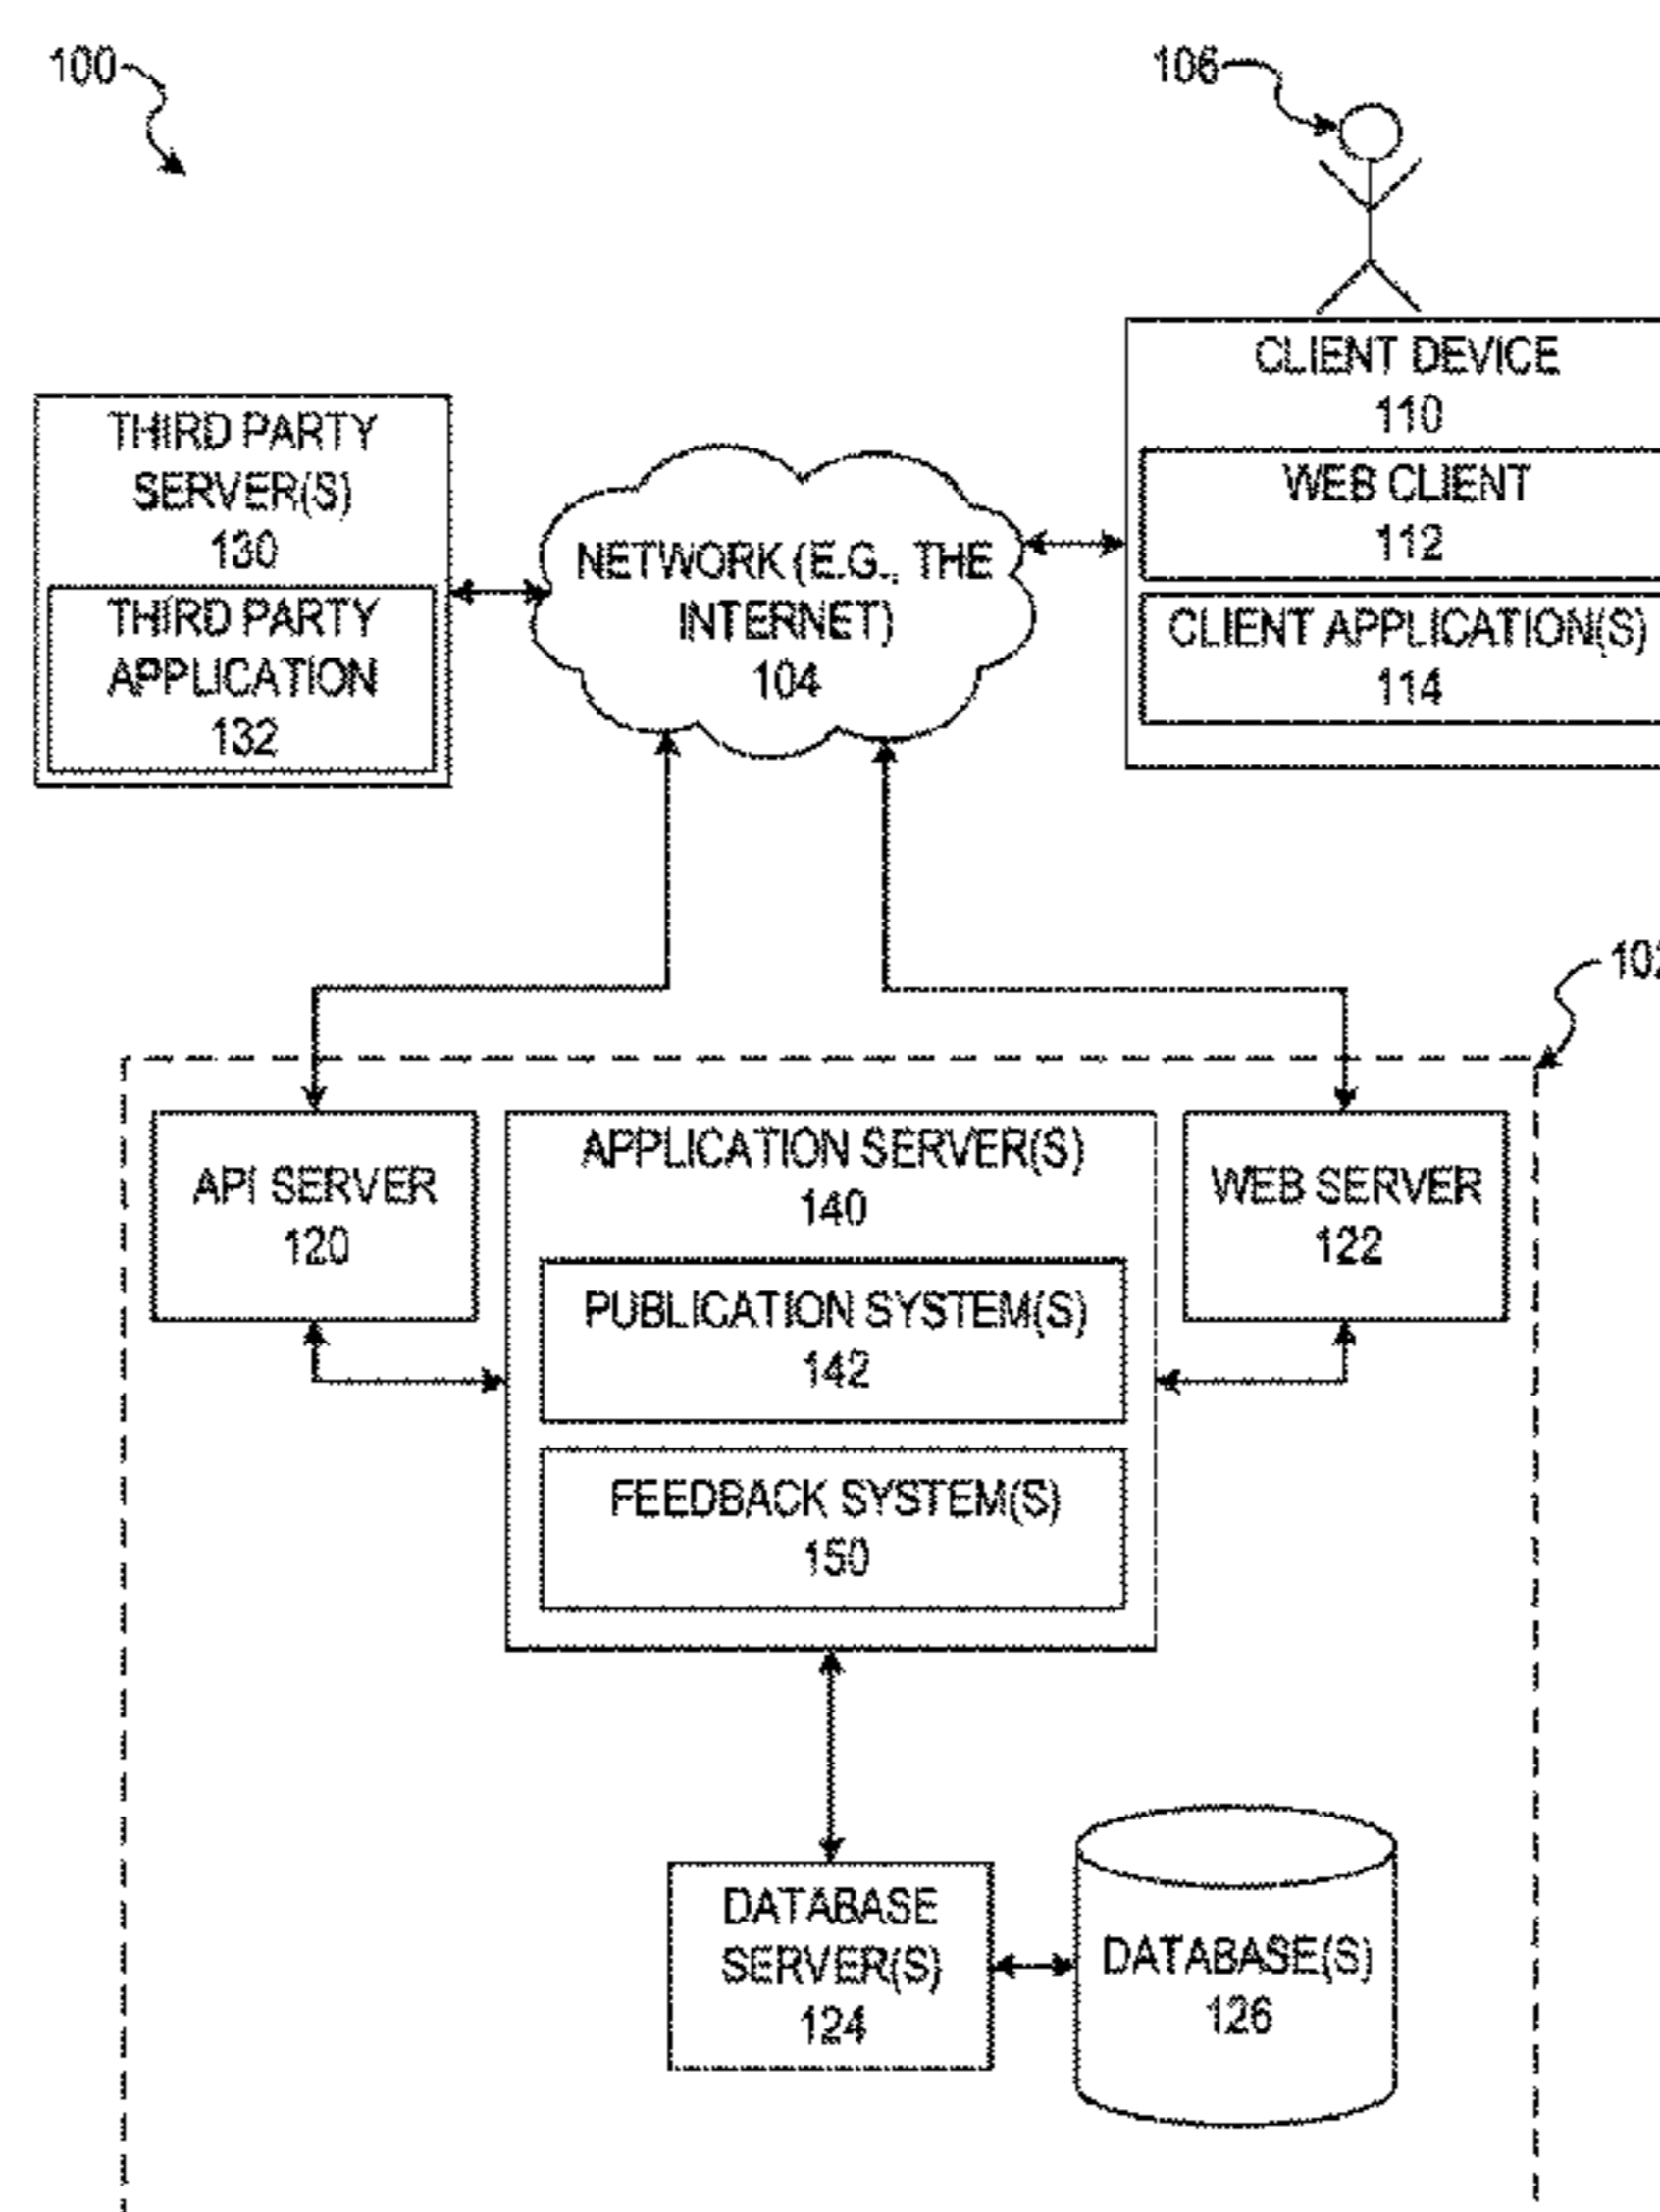 100
106
CLIENT DEVICE
110
WEB CLIENT
112
CLIENT APPLICATION(S)
114
THIRD PARTY
SERVER(S)
130
THIRD PARTY
APPLICATION
132
NETWORK (E.G., THE
INTERNET)
104
102
API SERVER
120
APPLICATION SERVER(S)
140
PUBLICATION SYSTEM(S)
142
FEEDBACK SYSTEM(S)
150
WEB SERVER
122
DATABASE
SERVER(S)
124
DATABASE(S)
126